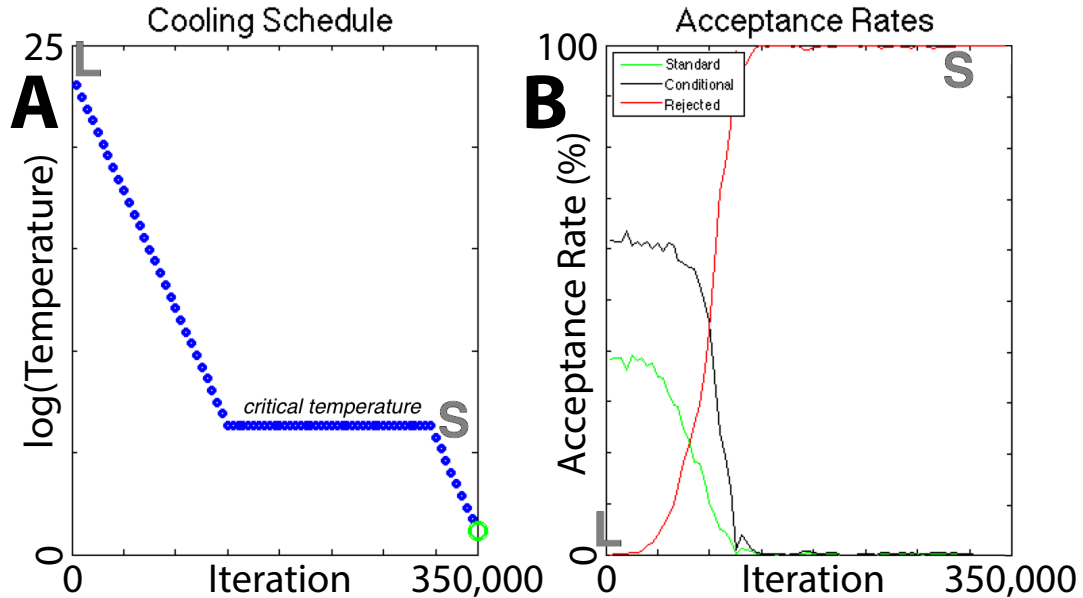 Cooling Schedule
25
L
A
log(Temperature)
critical temperature
S
0
0
Iteration
350,000
Acceptance Rates
100
Standard
Conditional
Rejected
S
B
Acceptance Rate (%)
L
0
0
Iteration
350,000